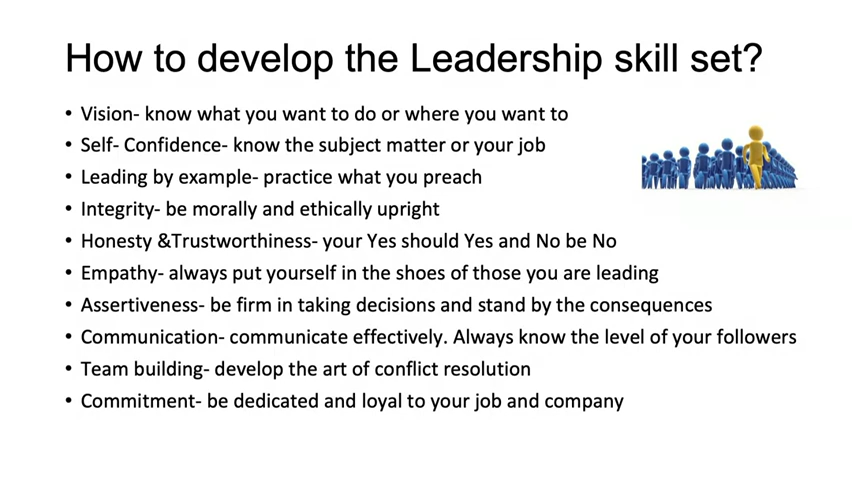 How to develop the Leadership skill set?
• Vision- know what you want to do or where you want to
• Self- Confidence- know the subject matter or your job
• Leading by example- practice what you preach
• Integrity- be morally and ethically upright
• Honesty &Trustworthiness- your Yes should Yes and No be No
• Empathy- always put yourself in the shoes of those you are leading
• Assertiveness- be firm in taking decisions and stand by the consequences
• Communication- communicate effectively. Always know the level of your followers
• Team building- develop the art of conflict resolution
• Commitment- be dedicated and loyal to your job and company